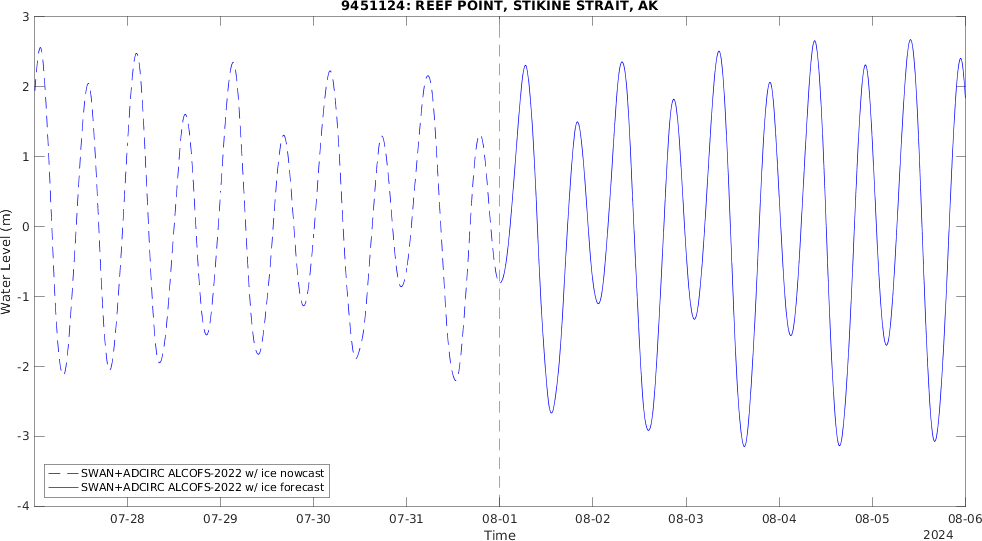 9451124: REEF POINT, STIKINE STRAIT, AK
3
2
1
0
-1
-2
-3
-4
Water Level (m)
SWAN+ADCIRC ALCOFS-2022 w/ ice nowcast
SWAN+ADCIRC ALCOFS-2022 w/ ice forecast
07-28 07-29 07-30 07-31 08-01 08-02 08-03 08-04 08-05 08-06
Time
2024